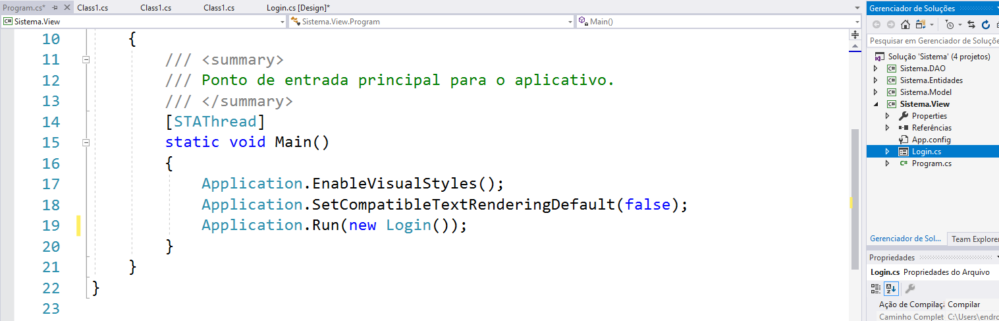 Program.cs*
Class1.cs
Class1.cs
Class1.cs
Login.cs [Design]*
Gerenciador de Soluções
C# Sistema.View
Sistema.View.Program
Main()
Pesquisar em Gerenciador de Soluçõe
10 {
11 /// <summary>
12 /// Ponto de entrada principal para o aplicativo.
13 /// </summary>
14 [STAThread]
15 static void Main()
16 {
17 Application.EnableVisualStyles();
18 Application.SetCompatibleTextRenderingDefault(false);
19 Application.Run(new Login());
20 }
21 }
22 }
23
Solução 'Sistema' (4 projetos)
C# Sistema.DAO
C# Sistema.Entidades
C# Sistema.Model
C# Sistema.View
Properties
Referências
App.config
Login.cs
C# Program.cs
Gerenciador de Sol...
Team Explorer
Propriedades
Login.cs Propriedades do Arquivo
Ação de Compilaçã Compilar
Caminho Complet C:\Users\endro